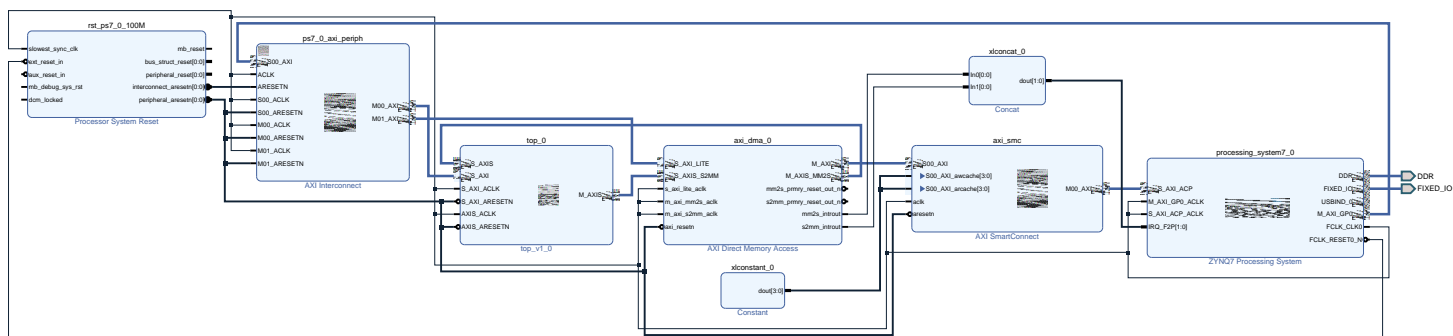 rst_ps7_0_100M
slowest_sync_clk
ext_reset_in
aux_reset_in
mb_debug_sys_rst
dcm_locked
mb_reset
bus_struct_reset[0:0]
peripheral_reset[0:0]
interconnect_aresetn[0:0]
peripheral_aresetn[0:0]
Processor System Reset
ps7_0_axi_periph
S00_AXI
ACLK
ARESETN
S00_ACLK
S00_ARESETN
M00_ACLK
M00_ARESETN
M01_ACLK
M01_ARESETN
M00_AXI
M01_AXI
AXI Interconnect
top_0
S_AXIS
S_AXI
S_AXI_ACLK
S_AXI_ARESETN
AXIS_ACLK
AXIS_ARESETN
M_AXIS
top_v1_0
axi_dma_0
S_AXI_LITE
S_AXIS_S2MM
s_axi_lite_aclk
m_axi_mm2s_aclk
m_axi_s2mm_aclk
axi_resetn
M_AXI
M_AXIS_MM2S
mm2s_prmry_reset_out_n
s2mm_prmry_reset_out_n
mm2s_introut
s2mm_introut
AXI Direct Memory Access
xlconstant_0
dout[3:0]
Constant
xlconcat_0
In0[0:0]
In1[0:0]
dout[1:0]
Concat
axi_smc
S00_AXI
S00_AXI_awcache[3:0]
S00_AXI_arcache[3:0]
aclk
aresetn
M00_AXI
AXI SmartConnect
processing_system7_0
S_AXI_ACP
M_AXI_GP0_ACLK
S_AXI_ACP_ACLK
IRQ_F2P[1:0]
DDR
FIXED_IO
USBIND_0
M_AXI_GP0
FCLK_CLK0
FCLK_RESET0_N
ZYNQ7 Processing System
DDR
FIXED_IO